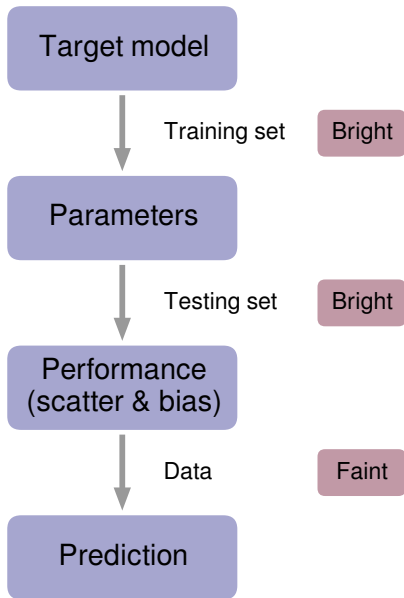 Target model
Training set
Bright
Parameters
Testing set
Bright
Performance
(scatter & bias)
Data
Faint
Prediction